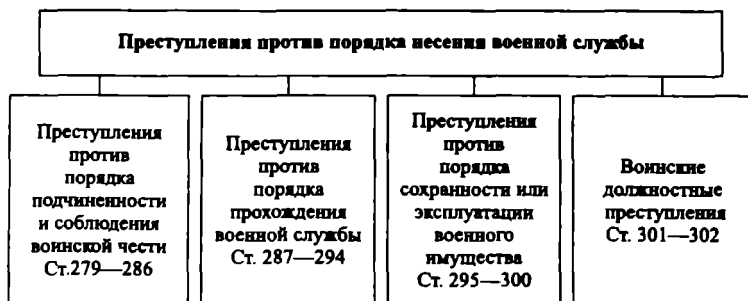 Преступления против порядка несения военной службы
Преступления
против
порядка
подчиненности
и соблюдения
воинской чести
Ст.279—286
Преступления
против
порядка
прохождения
военной службы
Ст. 287—294
Преступления
против
порядка
сохранности или
эксплуатации
военного
имущества
Ст. 295—300
Воинские
должностные
преступления
Ст. 301—302